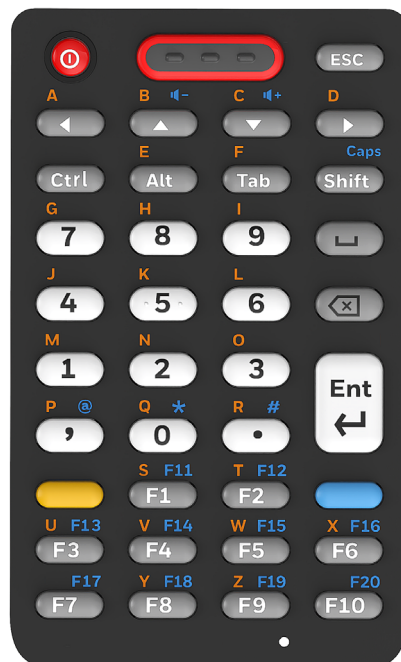 ESC
A B - C + D
Caps
E F
Ctrl Alt Tab Shift
G H I
7 8 9
J K L
4 5 6
M N O
1 2 3
Ent
P @ Q * R #
, 0 .
S F11 T F12
F1 F2
U F13 V F14 W F15 X F16
F3 F4 F5 F6
F17 Y F18 Z F19 F20
F7 F8 F9 F10